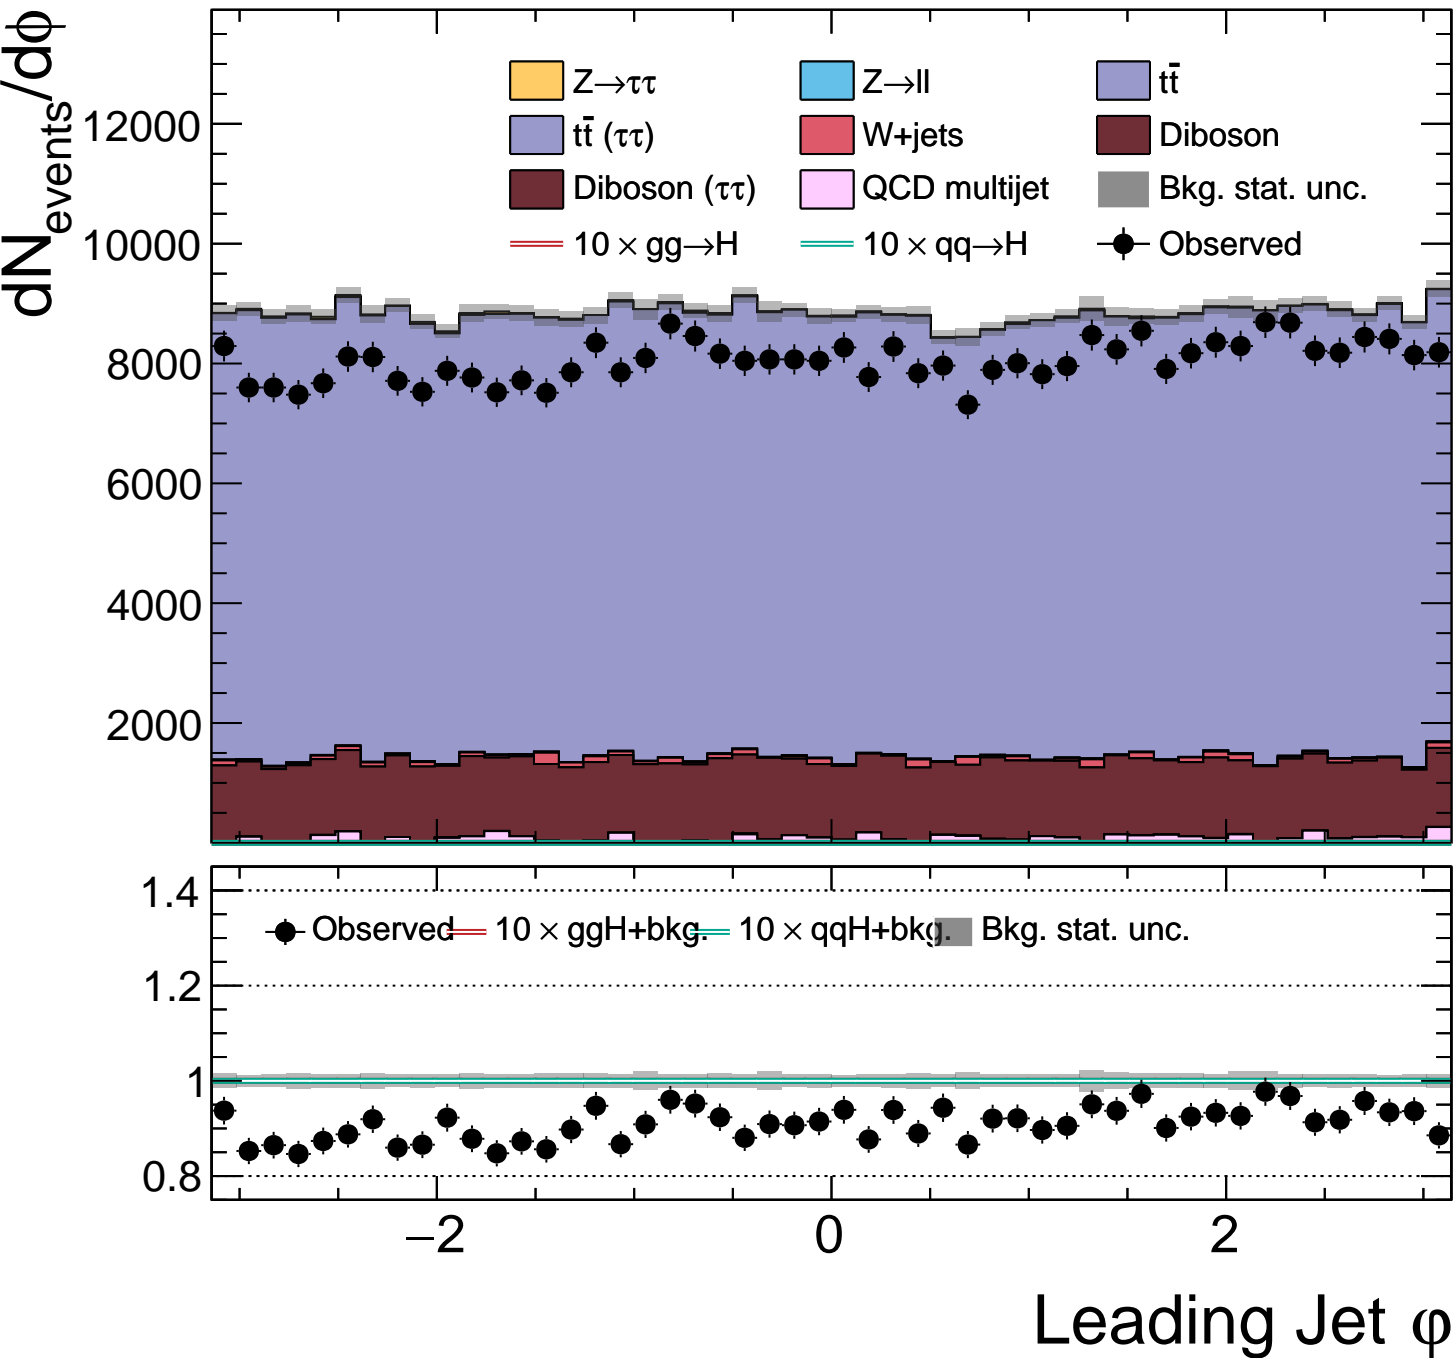 dN_events/dϕ
12000
10000
8000
6000
4000
2000
Z→ττ Z→ll tt̄
tt̄ (ττ) W+jets Diboson
Diboson (ττ) QCD multijet Bkg. stat. unc.
10 × gg→H 10 × qq→H Observed
1.4
1.2
1
0.8
Observed 10 × ggH+bkg. 10 × qqH+bkg. Bkg. stat. unc.
−2 0 2
Leading Jet φ